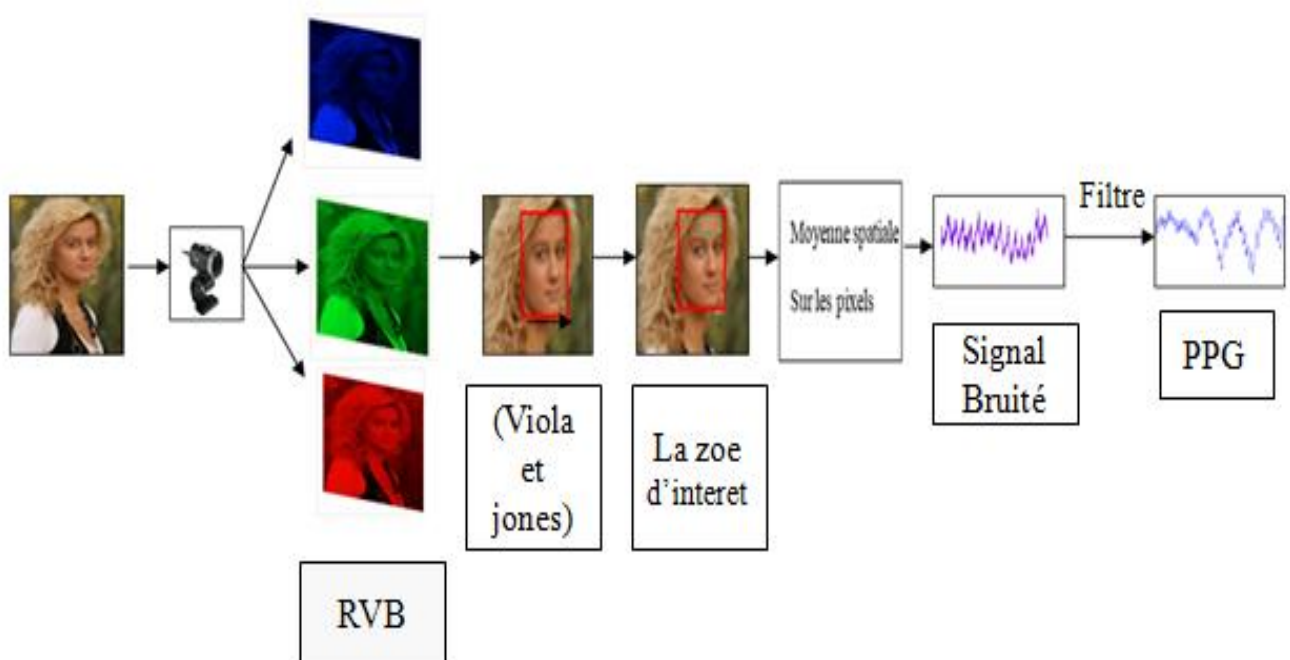 RVB
(Viola
et
jones)
La zoe
d'interet
Moyenne spatiale
Sur les pixels
Signal
Bruité
Filtre
PPG